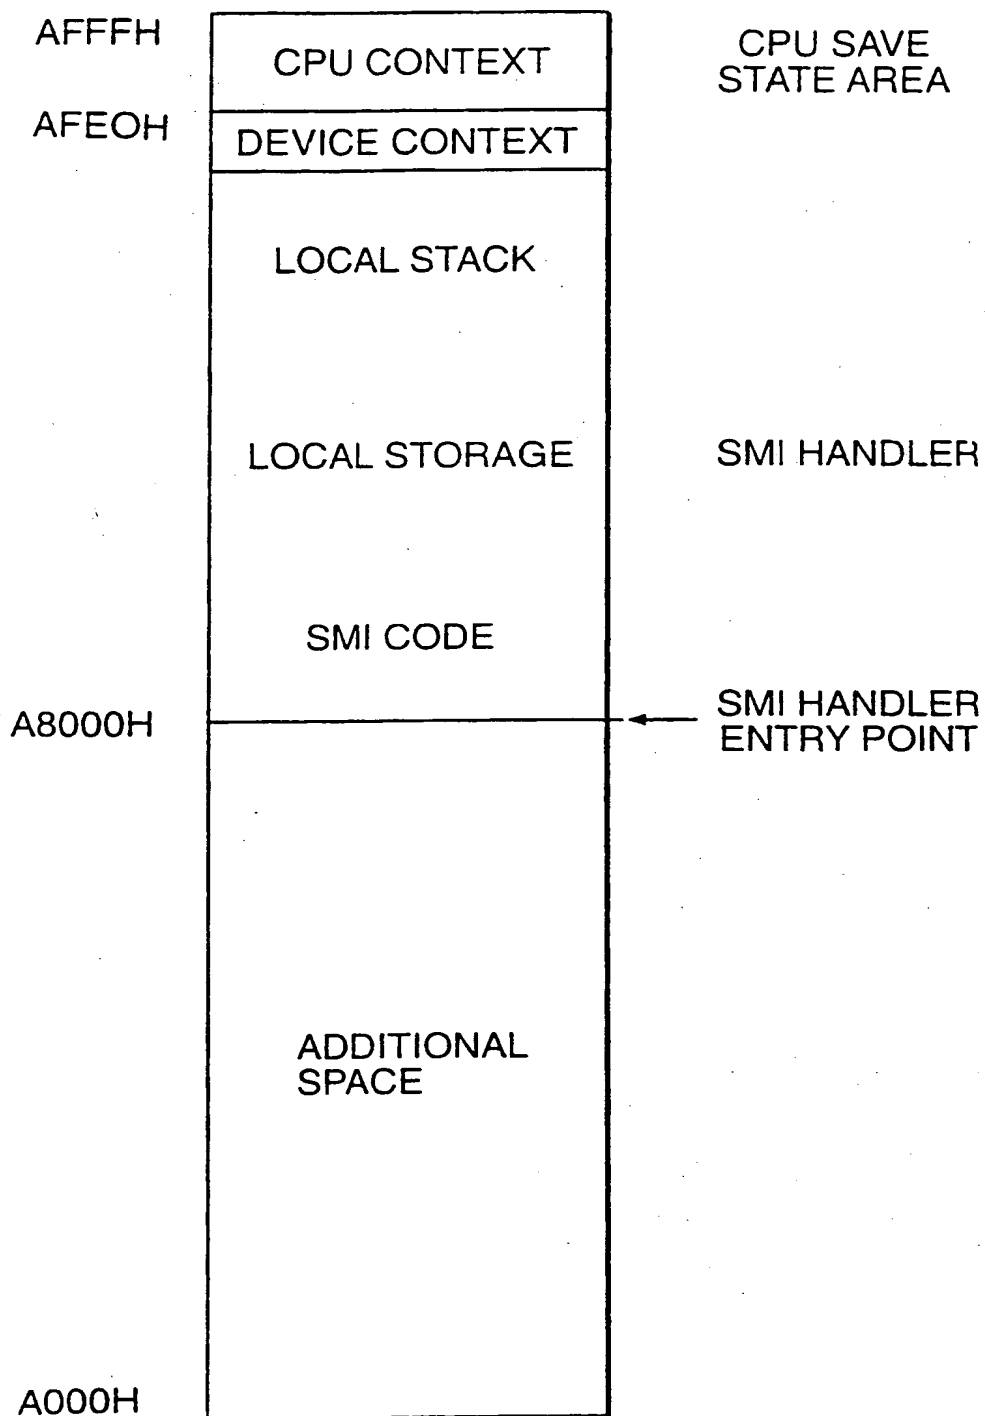 AFFFH
CPU CONTEXT
CPU SAVE
STATE AREA
AFEOH
DEVICE CONTEXT
LOCAL STACK
LOCAL STORAGE
SMI HANDLER
SMI CODE
A8000H
SMI HANDLER
ENTRY POINT
ADDITIONAL
SPACE
A000H